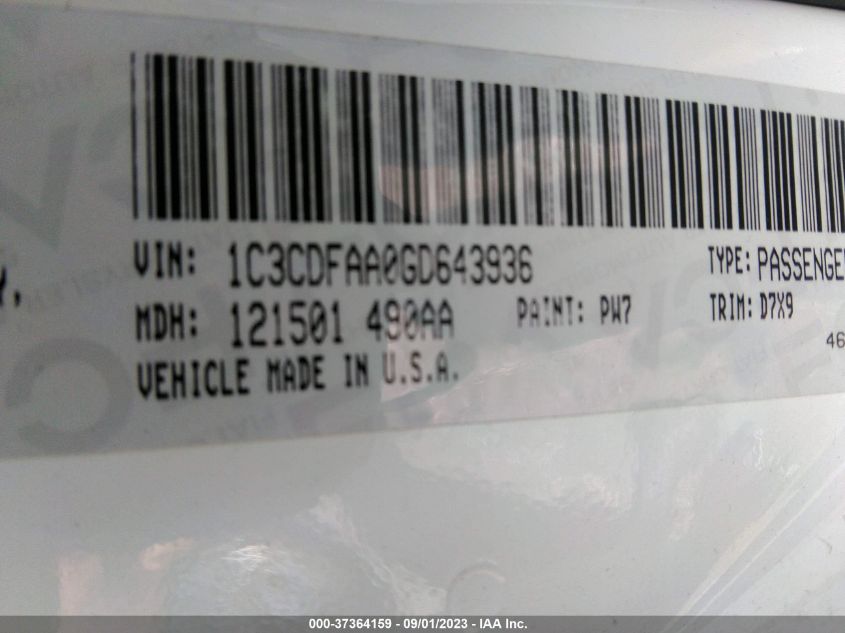 VIN: 1C3CDFAA0GD643936 TYPE: PASSENGE
MDH: 121501 490AA PAINT: PW7 TRIM: D7X9
46
VEHICLE MADE IN U.S.A.
000-37364159 - 09/01/2023 - IAA Inc.